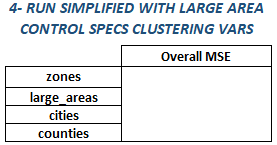 4- RUN SIMPLIFIED WITH LARGE AREA
CONTROL SPECS CLUSTERING VARS
Overall MSE
zones
large_areas
cities
counties